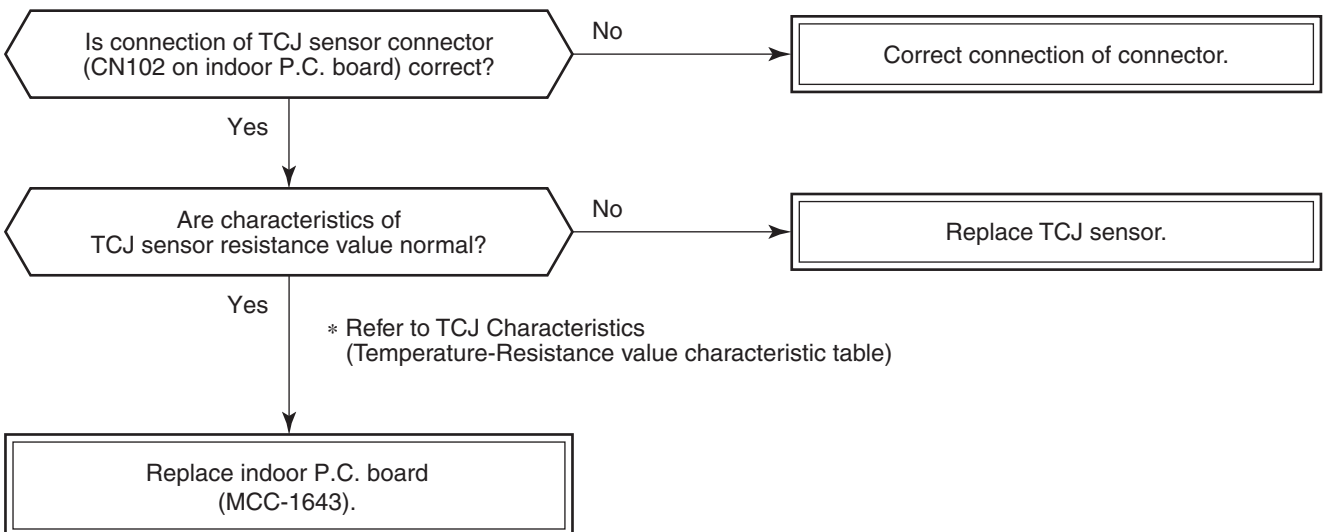 Is connection of TCJ sensor connector
(CN102 on indoor P.C. board) correct?
No
Correct connection of connector.
Yes
Are characteristics of
TCJ sensor resistance value normal?
No
Replace TCJ sensor.
Yes
* Refer to TCJ Characteristics
(Temperature-Resistance value characteristic table)
Replace indoor P.C. board
(MCC-1643).